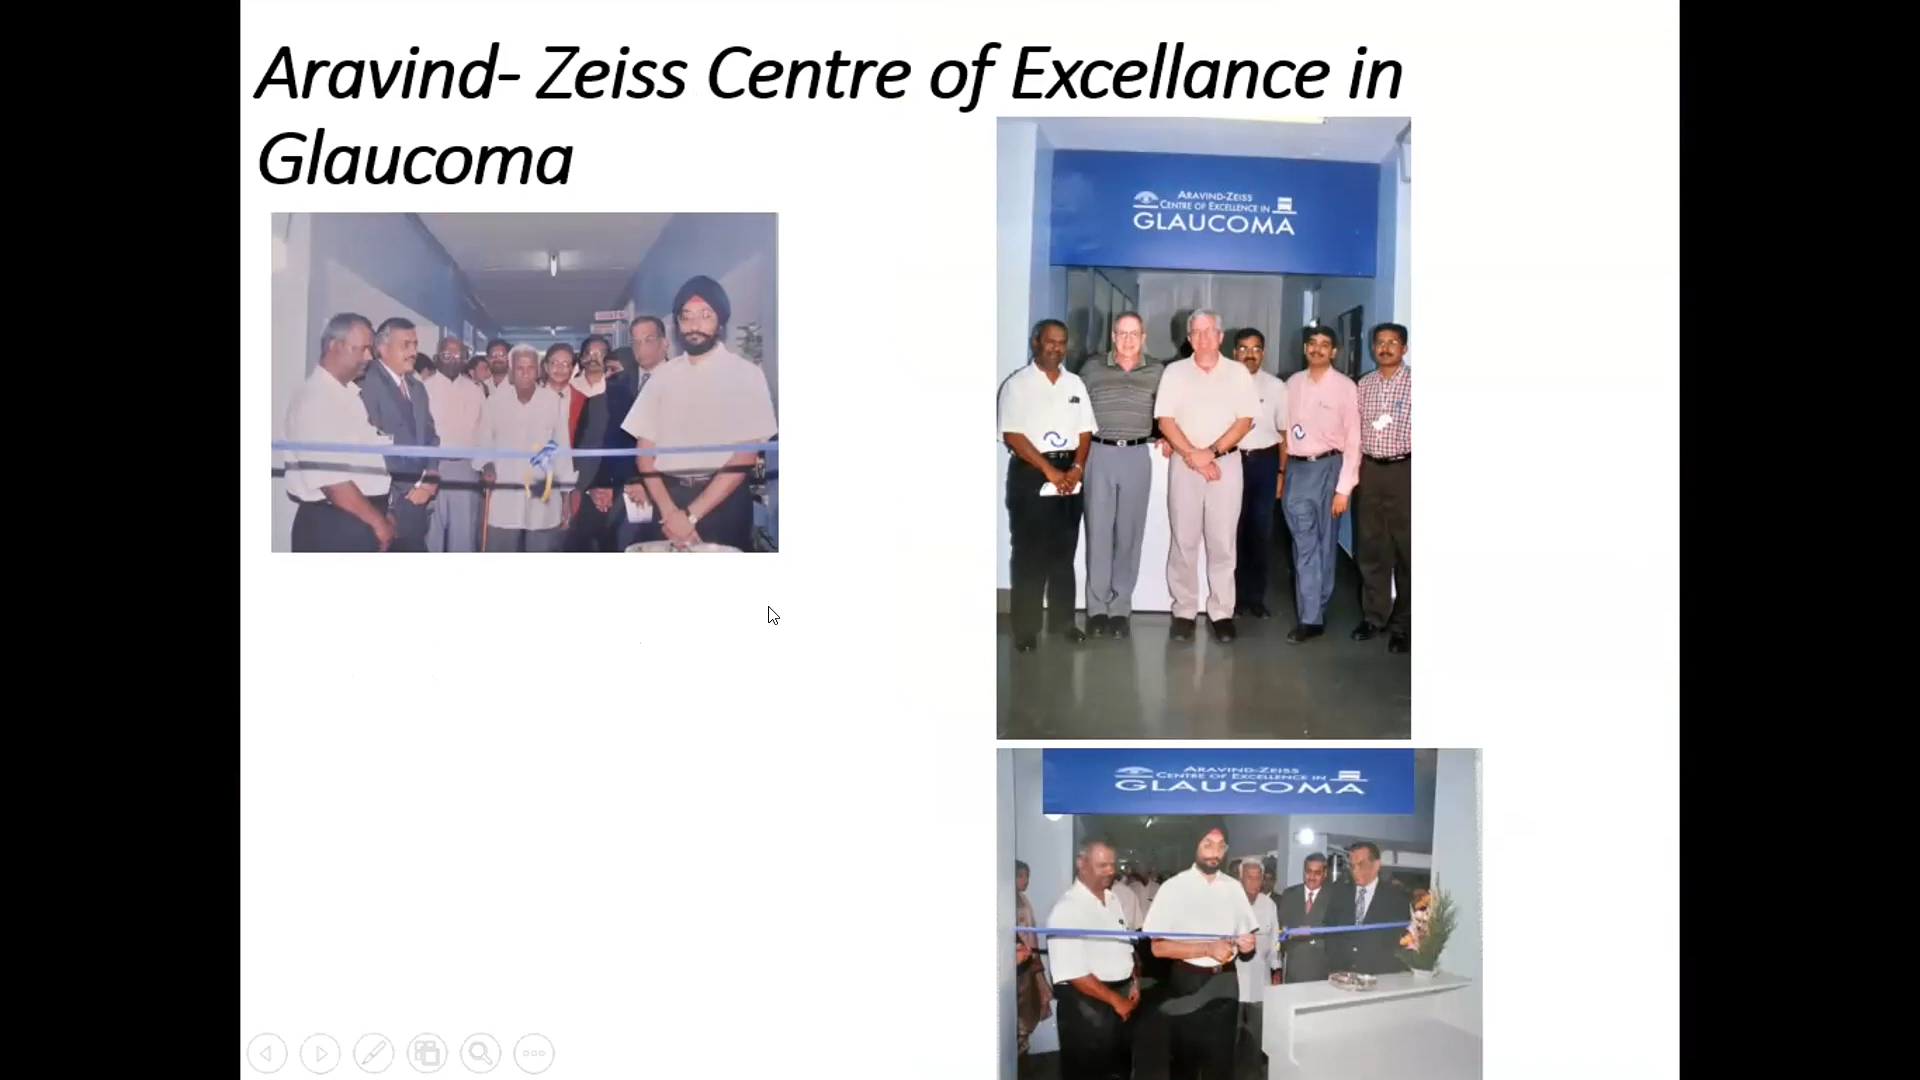 Aravind- Zeiss Centre of Excellance in
Glaucoma
ARAVIND-ZEISS
CENTRE OF EXCELLENCE IN
GLAUCOMA
ARAVIND-ZEISS
CENTRE OF EXCELLENCE IN
GLAUCOMA